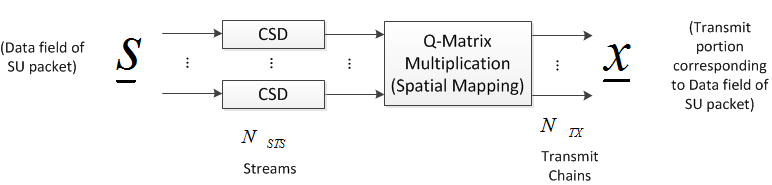 (Data field of
SU packet)
S
CSD
...
CSD
N STS
Streams
Q-Matrix
Multiplication
(Spatial Mapping)
N TX
Transmit
Chains
x
(Transmit
portion
corresponding
to Data field of
SU packet)